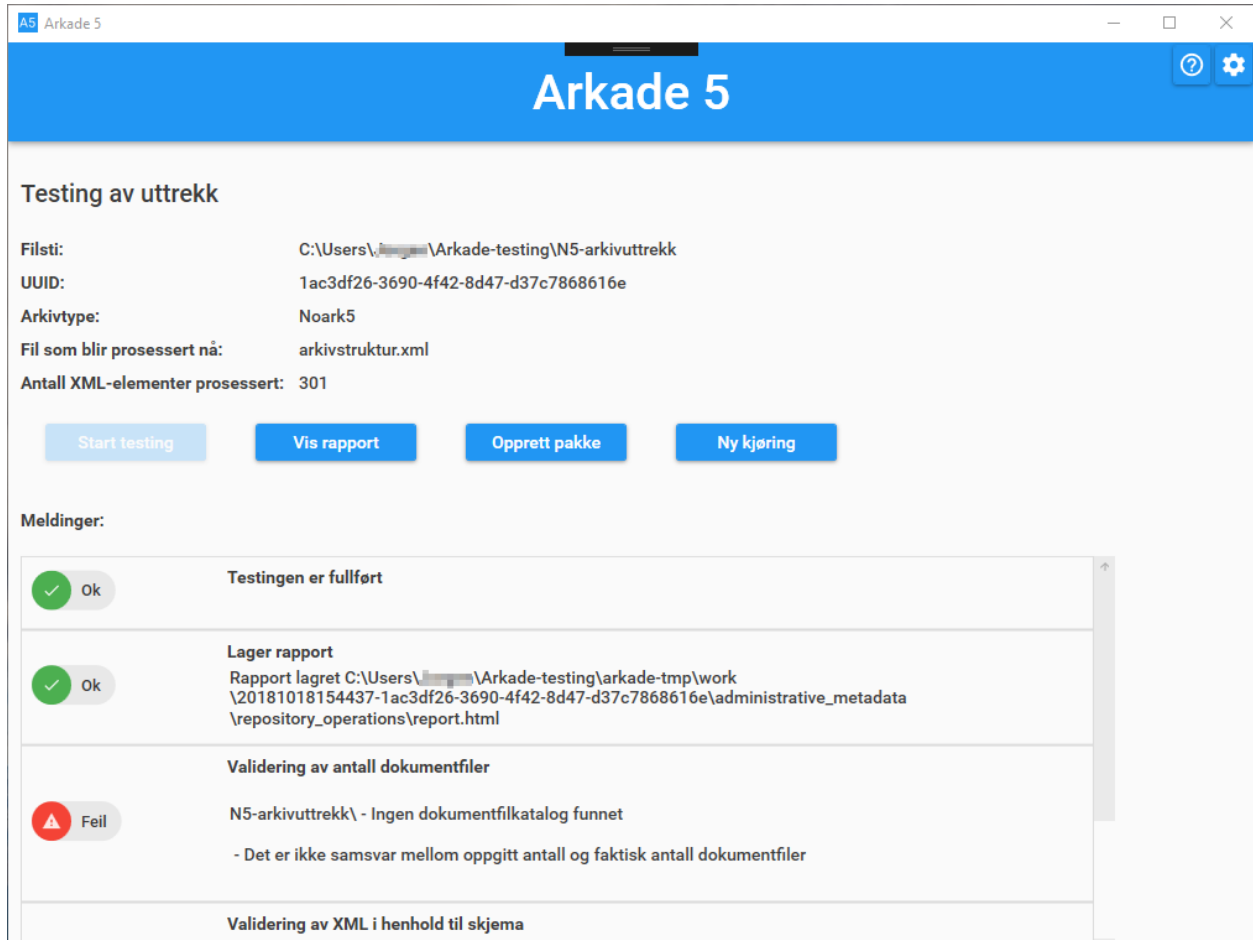 A5 Arkade 5
Arkade 5
Testing av uttrekk
Filsti: C:\Users\ \Arkade-testing\N5-arkivuttrekk
UUID: 1ac3df26-3690-4f42-8d47-d37c7868616e
Arkivtype: Noark5
Fil som blir prosessert nå: arkivstruktur.xml
Antall XML-elementer prosessert: 301
Start testing Vis rapport Opprett pakke Ny kjøring
Meldinger:
Ok Testingen er fullført
Lager rapport
Ok Rapport lagret C:\Users\ \Arkade-testing\arkade-tmp\work
\20181018154437-1ac3df26-3690-4f42-8d47-d37c7868616e\administrative_metadata
\repository_operations\report.html
Validering av antall dokumentfiler
Feil N5-arkivuttrekk\ - Ingen dokumentfilkatalog funnet
- Det er ikke samsvar mellom oppgitt antall og faktisk antall dokumentfiler
Validering av XML i henhold til skjema